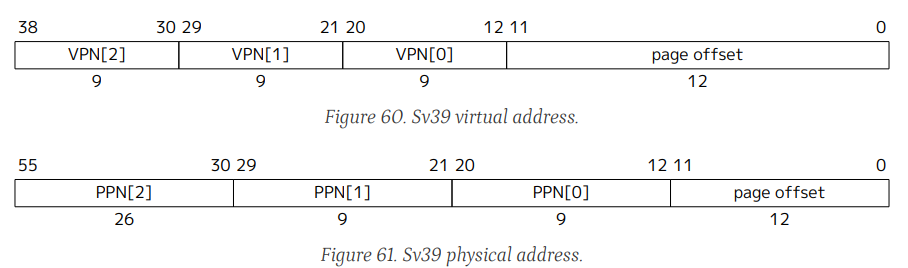 38 30 29 21 20 12 11 0
VPN[2] VPN[1] VPN[0] page offset
9 9 9 12
Figure 60. Sv39 virtual address.
55 30 29 21 20 12 11 0
PPN[2] PPN[1] PPN[0] page offset
26 9 9 12
Figure 61. Sv39 physical address.